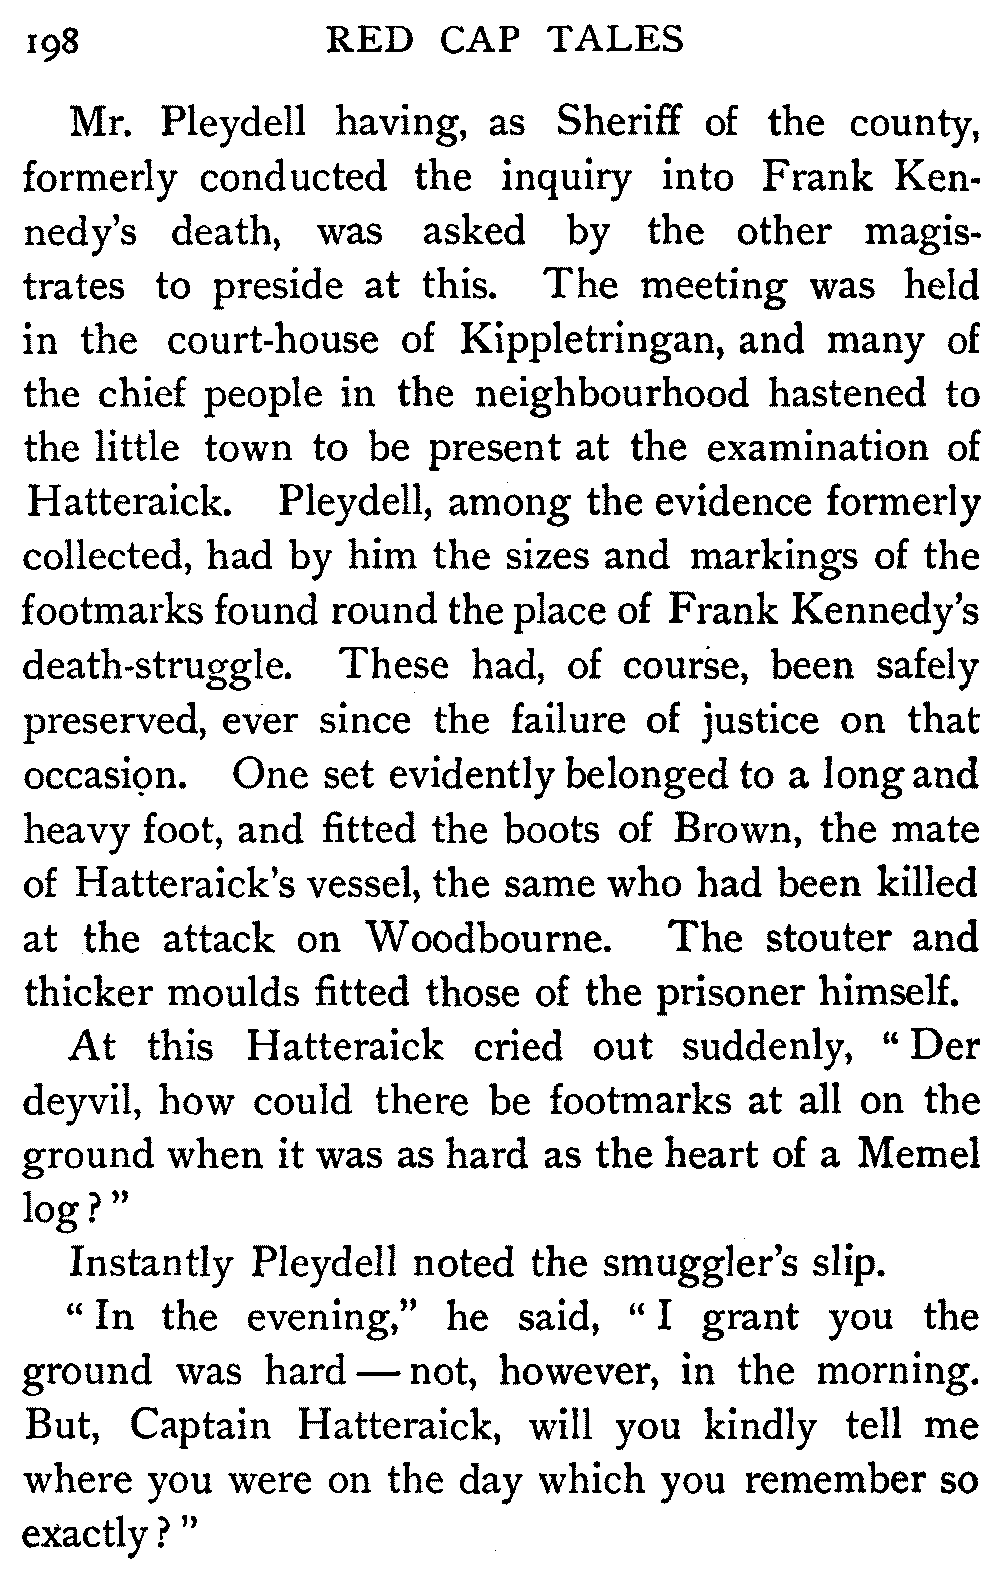 198 RED CAP TALES
Mr. Pleydell having, as Sheriff of the county,
formerly conducted the inquiry into Frank Ken-
nedy's death, was asked by the other magis-
trates to preside at this. The meeting was held
in the court-house of Kippletringan, and many of
the chief people in the neighbourhood hastened to
the little town to be present at the examination of
Hatteraick. Pleydell, among the evidence formerly
collected, had by him the sizes and markings of the
footmarks found round the place of Frank Kennedy's
death-struggle. These had, of course, been safely
preserved, ever since the failure of justice on that
occasion. One set evidently belonged to a long and
heavy foot, and fitted the boots of Brown, the mate
of Hatteraick's vessel, the same who had been killed
at the attack on Woodbourne. The stouter and
thicker moulds fitted those of the prisoner himself.
At this Hatteraick cried out suddenly, "Der
deyvil, how could there be footmarks at all on the
ground when it was as hard as the heart of a Memel
log?"
Instantly Pleydell noted the smuggler's slip.
"In the evening," he said, "I grant you the
ground was hard — not, however, in the morning.
But, Captain Hatteraick, will you kindly tell me
where you were on the day which you remember so
exactly?"